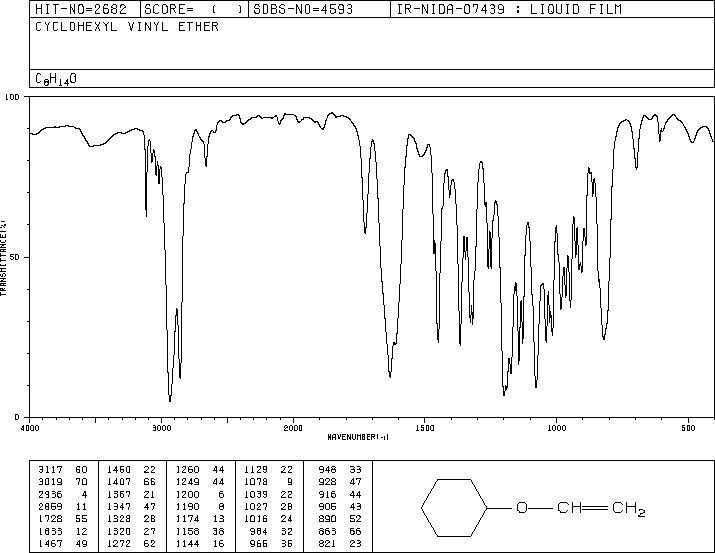 HIT-NO=2682 SCORE= ( ) SDBS-NO=4593 IR-NIDA-07439 : LIQUID FILM
CYCLOHEXYL VINYL ETHER
C8H14O
100
50
0
TRANSMITTANCE(%)
4000 3000 2000 1500 1000 500
WAVENUMBER(-1)
3117 60 1460 22 1260 44 1129 22 948 33
3019 70 1407 66 1249 44 1078 9 928 47
2936 4 1367 21 1200 6 1039 22 916 44
2859 11 1347 47 1190 8 1027 28 905 43
1728 55 1328 28 1174 13 1016 24 890 52
1633 12 1320 27 1158 38 984 32 863 66
1467 49 1272 62 1144 16 966 35 821 23
O CH CH2